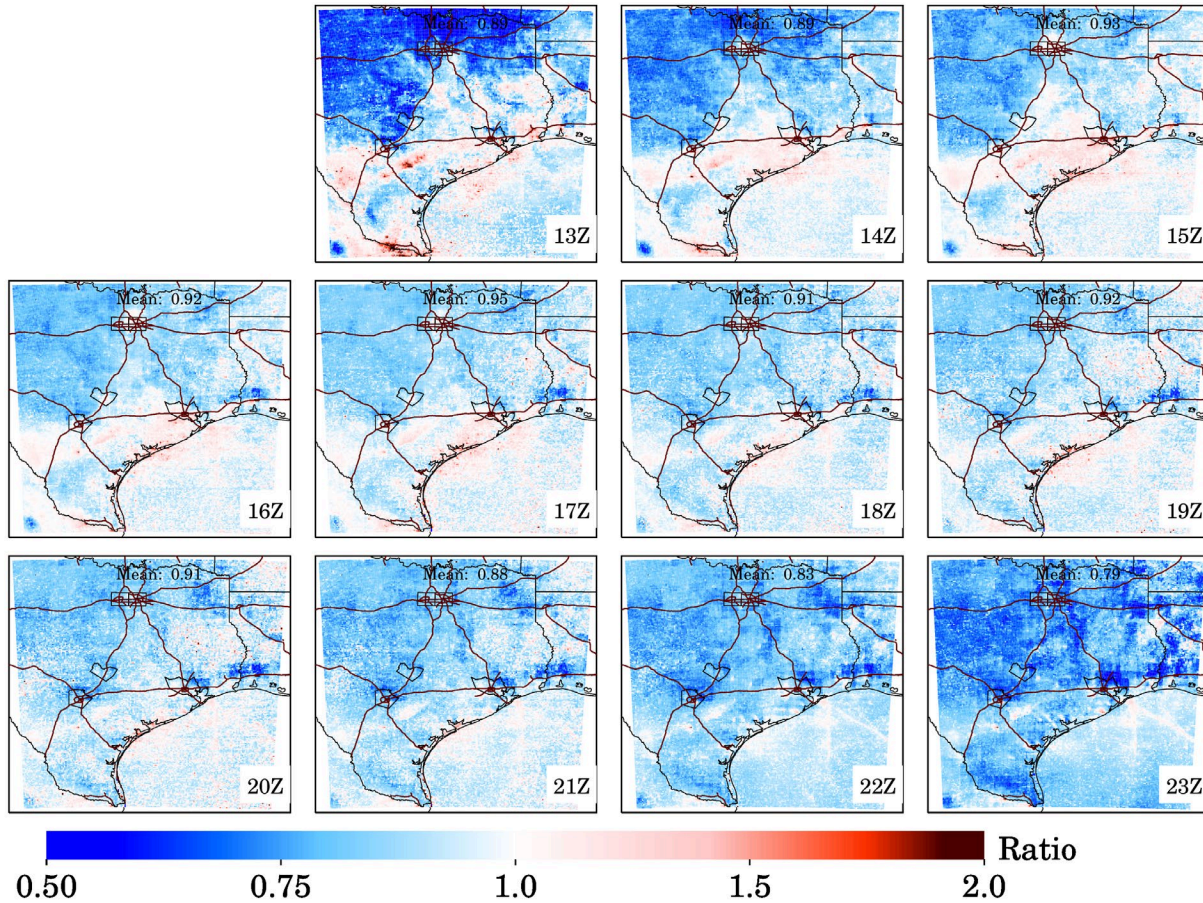 Mean: 0.89
13Z
Mean: 0.89
14Z
Mean: 0.93
15Z
Mean: 0.92
16Z
Mean: 0.95
17Z
Mean: 0.91
18Z
Mean: 0.92
19Z
Mean: 0.91
20Z
Mean: 0.88
21Z
Mean: 0.83
22Z
Mean: 0.79
23Z
Ratio
0.50 0.75 1.0 1.5 2.0